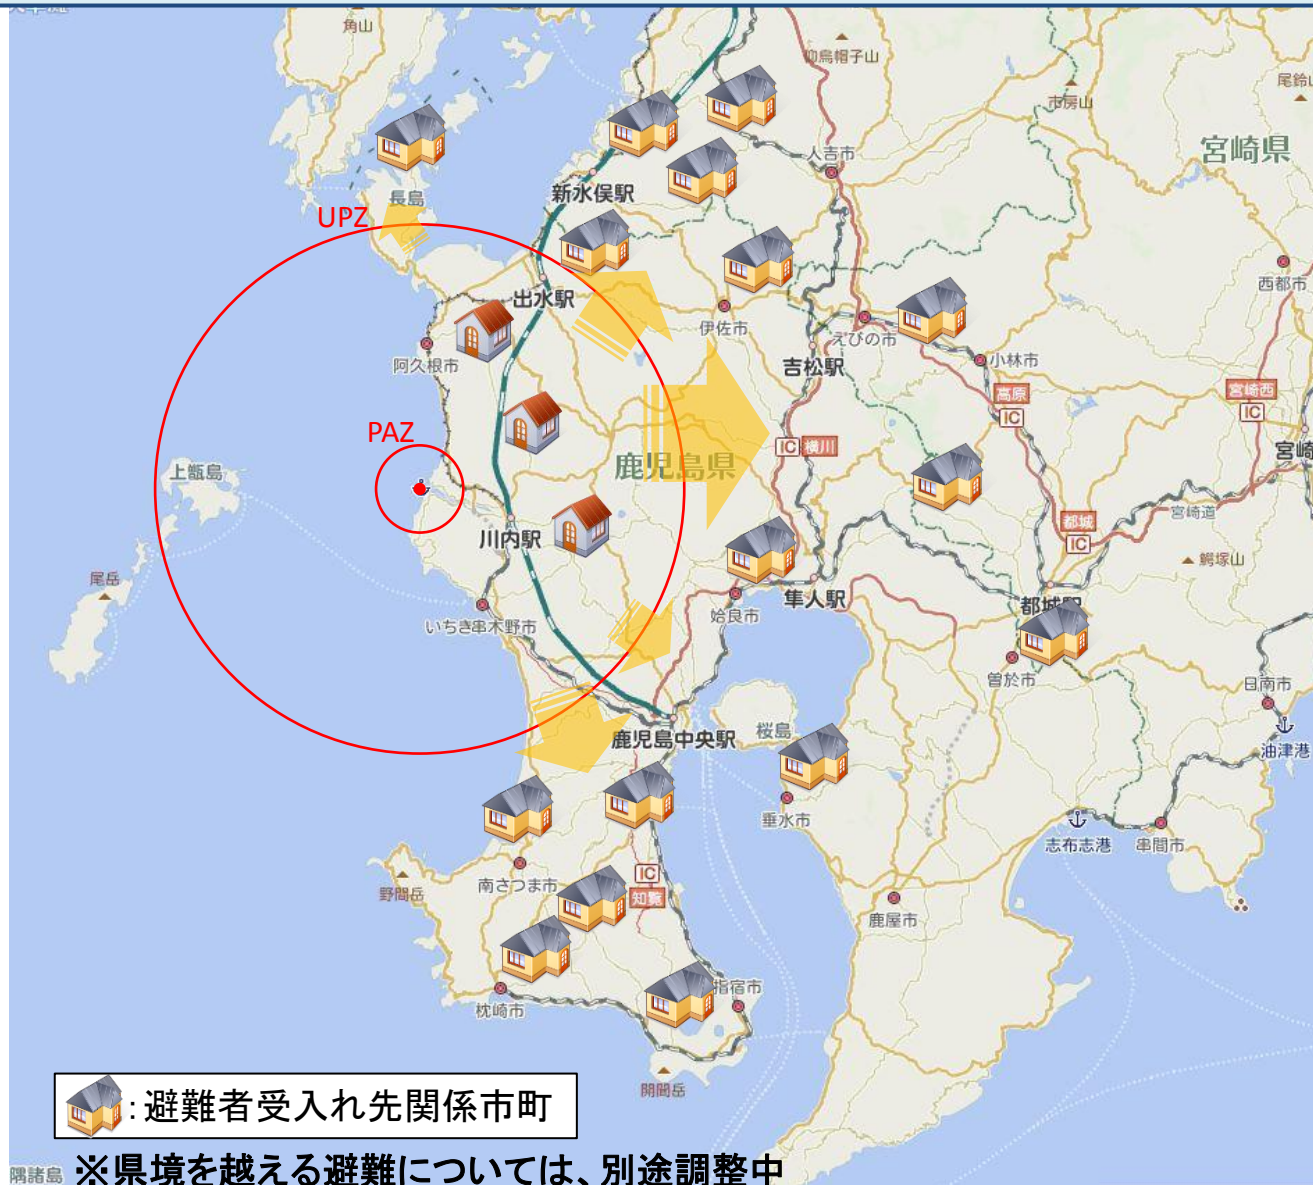 角山
仰烏帽子山
尾鈴山
市房山
宮崎県
人吉市
長島
新水俣駅
UPZ
西都市
出水駅
伊佐市
えびの市
阿久根市
吉松駅
小林市
高原
IC
宮崎西
IC
PAZ
IC 横川
宮崎
上甑島
鹿児島県
都城
IC
宮崎道
川内駅
鰐塚山
尾岳
隼人駅
都城駅
いちき串木野市
姶良市
曽於市
日南市
桜島
鹿児島中央駅
油津港
垂水市
志布志港
串間市
南さつま市
IC
知覧
野間岳
鹿屋市
指宿市
枕崎市
開聞岳
:避難者受入れ先関係市町
隅諸島
※県境を越える避難については、別途調整中